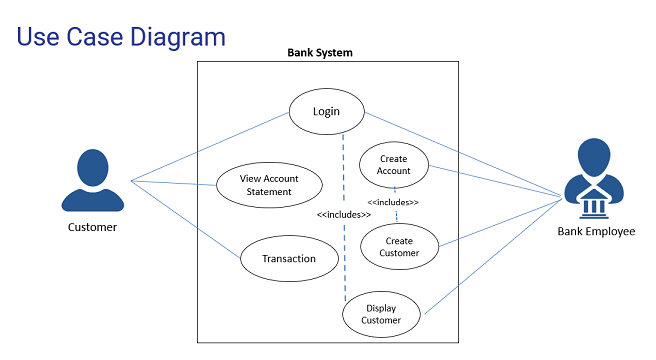 Use Case Diagram
Bank System
Login
Create
Account
View Account
Statement
<<includes>>
<<includes>>
Customer
Bank Employee
Create
Customer
Transaction
Display
Customer